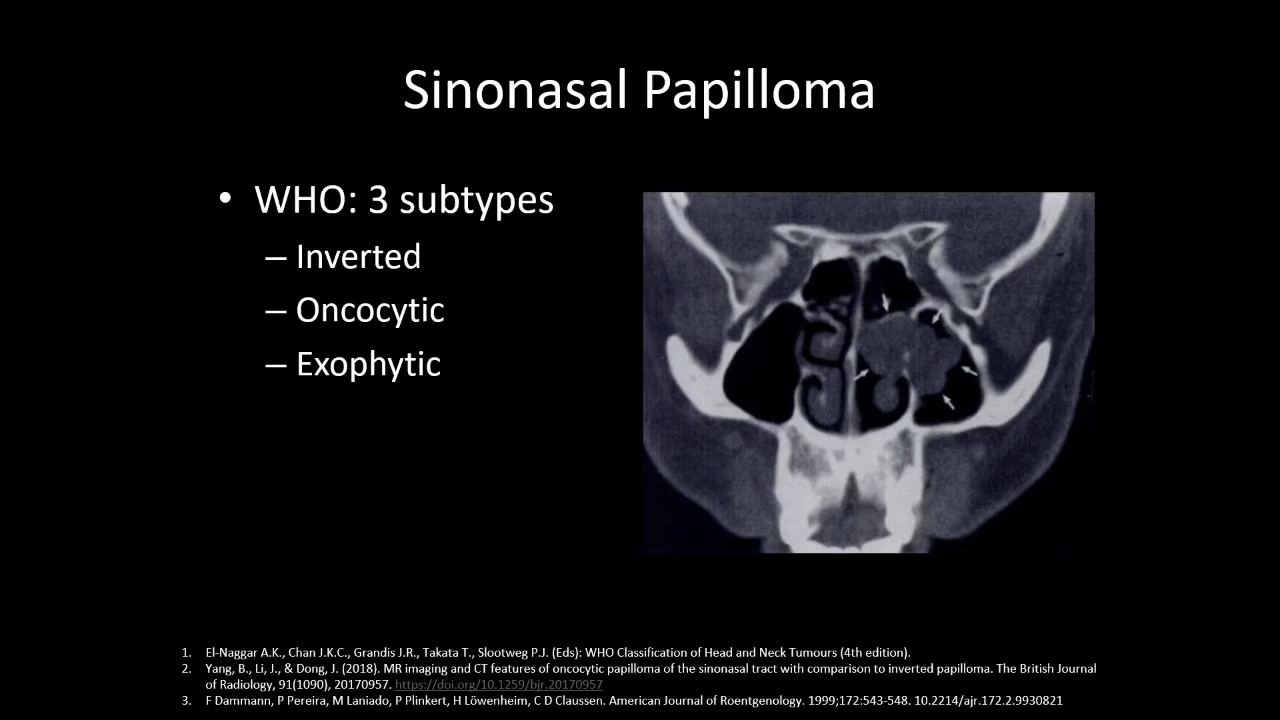 Sinonasal Papilloma
• WHO: 3 subtypes
– Inverted
– Oncocytic
– Exophytic
1. El-Naggar A.K., Chan J.K.C., Grandis J.R., Takata T., Slootweg P.J. (Eds): WHO Classification of Head and Neck Tumours (4th edition).
2. Yang, B., Li, J., & Dong, J. (2018). MR imaging and CT features of oncocytic papilloma of the sinonasal tract with comparison to inverted papilloma. The British Journal
of Radiology, 91(1090), 20170957. https://doi.org/10.1259/bjr.20170957
3. F Dammann, P Pereira, M Laniado, P Plinkert, H Löwenheim, C D Claussen. American Journal of Roentgenology. 1999;172:543-548. 10.2214/ajr.172.2.9930821